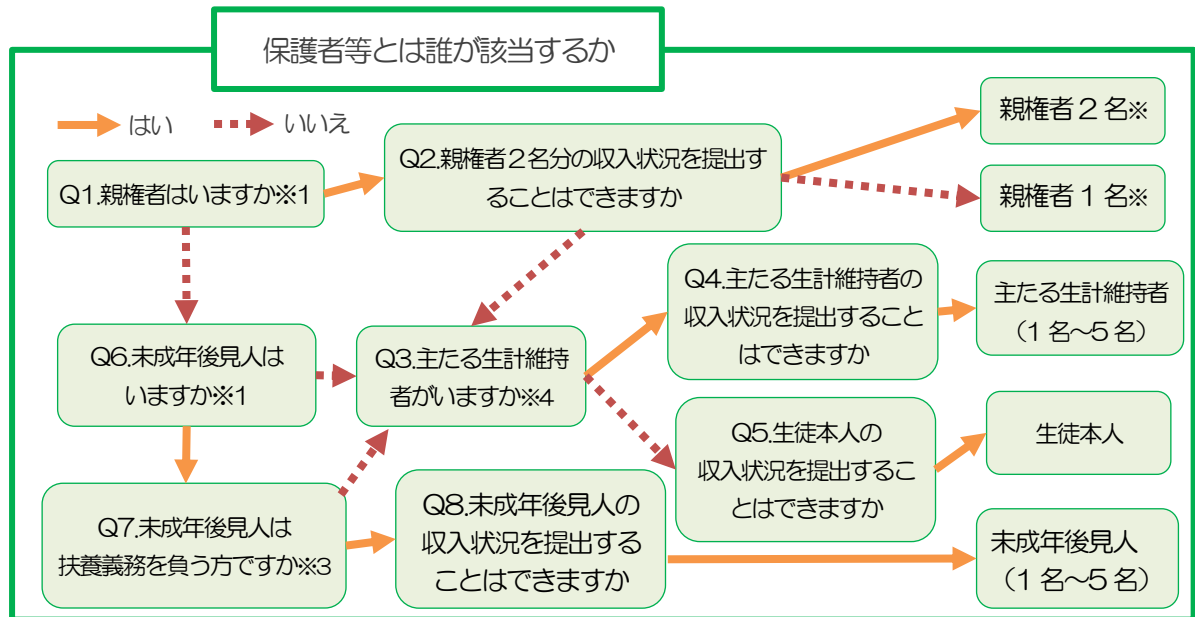 保護者等とは誰が該当するか
はい
いいえ
Q1.親権者はいますか※1
Q2.親権者２名分の収入状況を提出す
ることはできますか
親権者２名※
親権者１名※
Q6.未成年後見人は
いますか※1
Q3.主たる生計維持
者がいますか※4
Q4.主たる生計維持者の
収入状況を提出すること
はできますか
主たる生計維持者
（1名～5名）
Q5.生徒本人の
収入状況を提出するこ
とはできますか
生徒本人
Q7.未成年後見人は
扶養義務を負う方ですか※3
Q8.未成年後見人の
収入状況を提出する
ことはできますか
未成年後見人
（1名～5名）